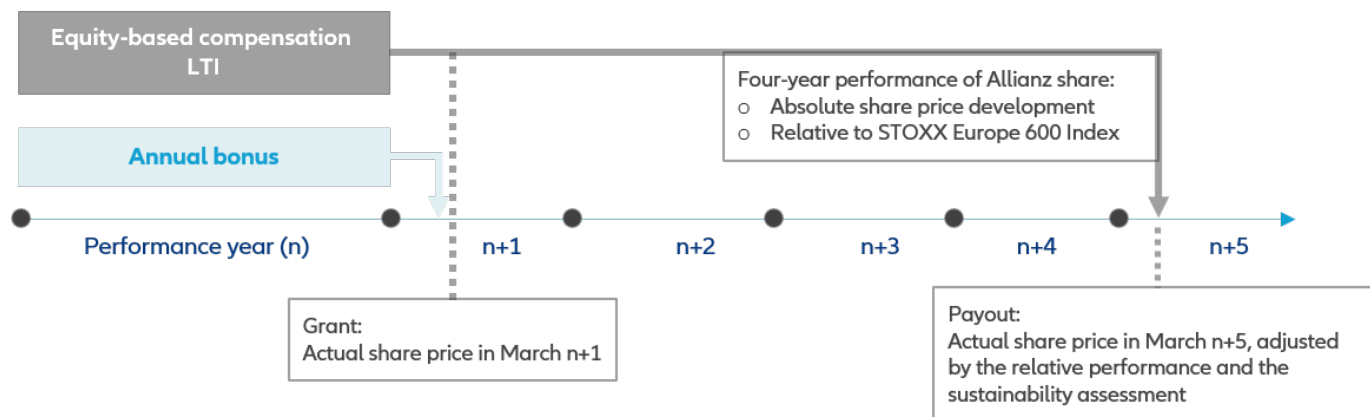 Equity-based compensation
LTI
Four-year performance of Allianz share:
o Absolute share price development
o Relative to STOXX Europe 600 Index
Annual bonus
Performance year (n)
n+1
n+2
n+3
n+4
n+5
Grant:
Actual share price in March n+1
Payout:
Actual share price in March n+5, adjusted
by the relative performance and the
sustainability assessment